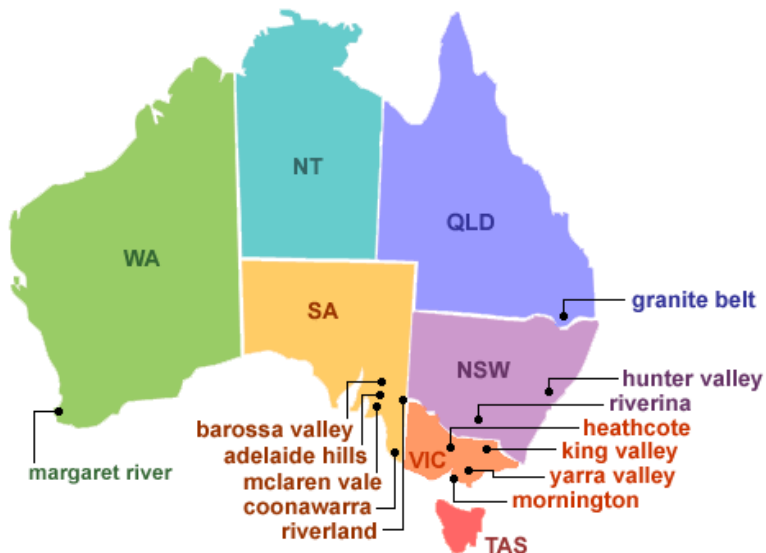 NT
QLD
WA
granite belt
SA
NSW
hunter valley
riverina
heathcote
barossa valley
king valley
adelaide hills
VIC
margaret river
yarra valley
mclaren vale
mornington
coonawarra
riverland
TAS